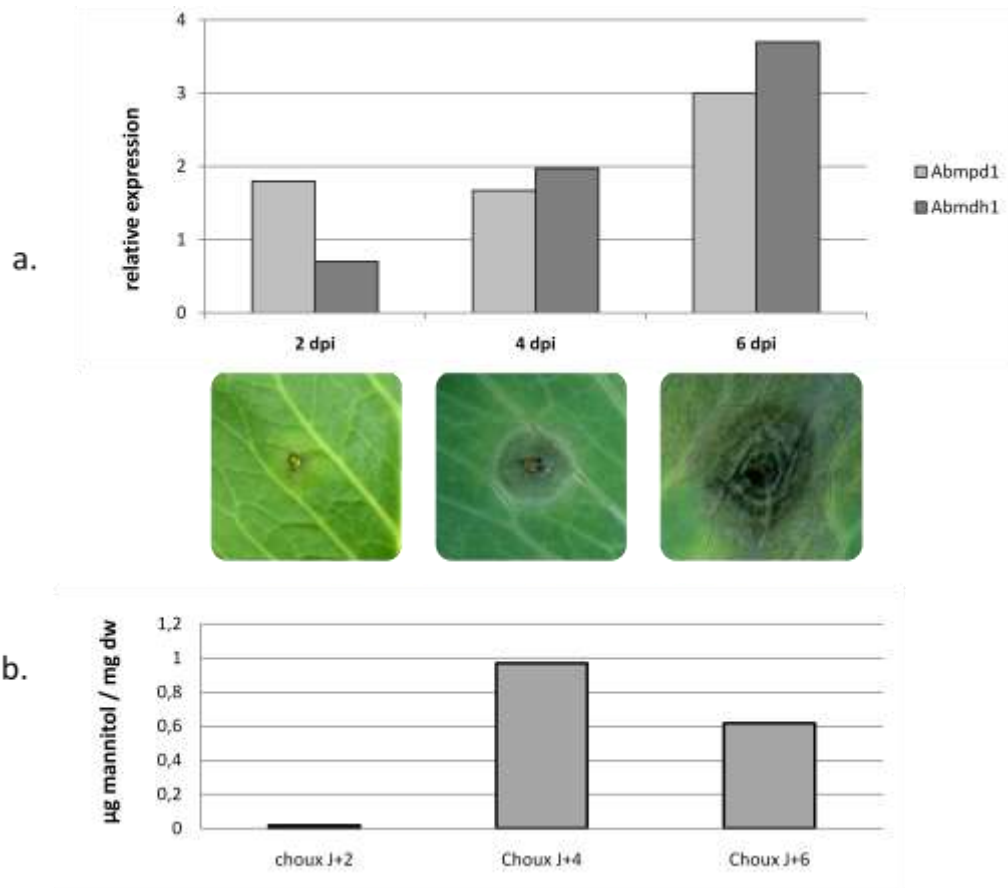 a.
relative expression
4
3
2
1
0
2 dpi 4 dpi 6 dpi
Abmpd1
Abmdh1
b.
µg mannitol / mg dw
1,2
1
0,8
0,6
0,4
0,2
0
choux J+2 Choux J+4 Choux J+6